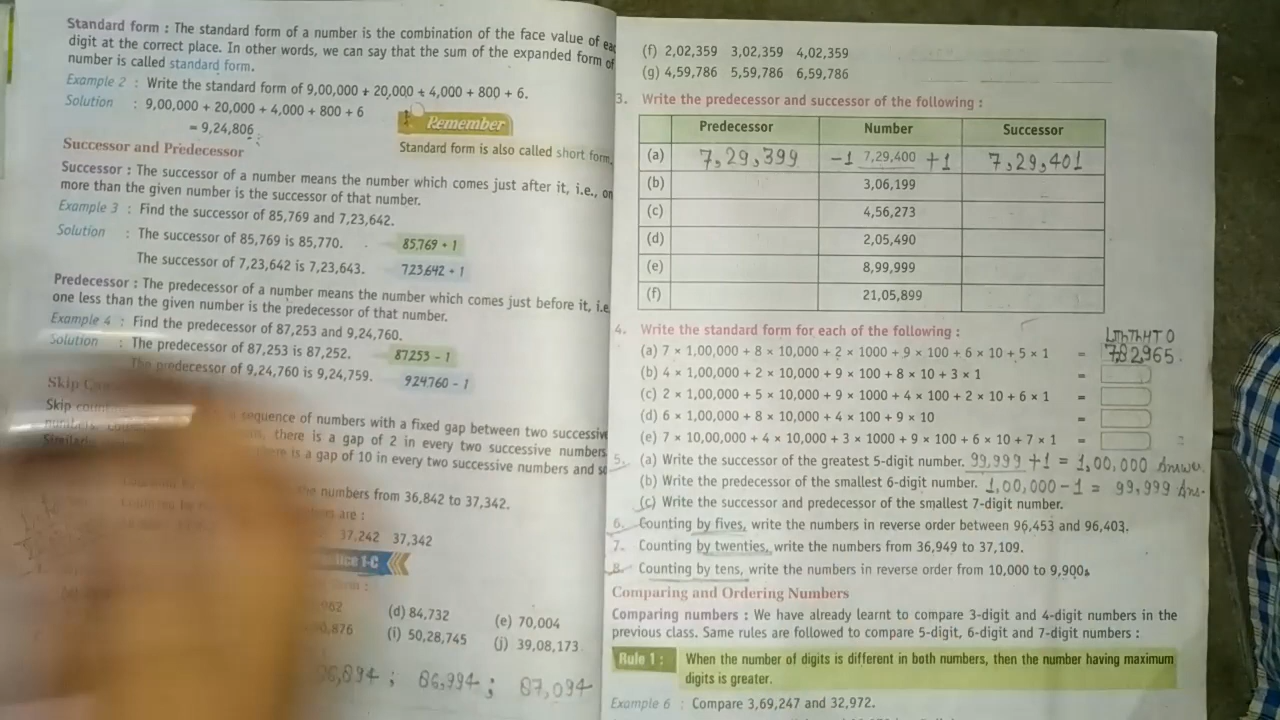 Standard form : The standard form of a number is the combination of the face value of
digit at the correct place. In other words, we can say that the sum of the expanded form of
number is called standard form.
Example 2 : Write the standard form of 9,00,000 + 20,000 + 4,000 + 800 + 6.
Solution : 9,00,000 + 20,000 + 4,000 + 800 + 6
= 9,24,806
Remember
Standard form is also called short form.
Successor and Predecessor
Successor : The successor of a number means the number which comes just after it, i.e., on
more than the given number is the successor of that number.
Example 3 : Find the successor of 85,769 and 7,23,642.
Solution : The successor of 85,769 is 85,770. 85,769 + 1
The successor of 7,23,642 is 7,23,643. 723,642 + 1
Predecessor : The predecessor of a number means the number which comes just before it, i.e
one less than the given number is the predecessor of that number.
Example 4 : Find the predecessor of 87,253 and 9,24,760.
Solution : The predecessor of 87,253 is 87,252. 87253 - 1
The predecessor of 9,24,760 is 9,24,759. 924760 - 1
Skip
Skip sequence of numbers with a fixed gap between two successive
there is a gap of 2 in every two successive numbers
is a gap of 10 in every two successive numbers and so
the numbers from 36,842 to 37,342.
are :
37,242 37,342
1-C
(d) 84,732 (e) 70,004
(i) 50,28,745 (j) 39,08,173
; 86,994 ; 87,094
(f) 2,02,359 3,02,359 4,02,359
(g) 4,59,786 5,59,786 6,59,786
3. Write the predecessor and successor of the following :
Predecessor Number Successor
(a) 7,29,399 -1 7,29,400 +1 7,29,401
(b) 3,06,199
(c) 4,56,273
(d) 2,05,490
(e) 8,99,999
(f) 21,05,899
4. Write the standard form for each of the following :
L TTh Th H T O
(a) 7 × 1,00,000 + 8 × 10,000 + 2 × 1000 + 9 × 100 + 6 × 10 + 5 × 1 = 782965
(b) 4 × 1,00,000 + 2 × 10,000 + 9 × 100 + 8 × 10 + 3 × 1 =
(c) 2 × 1,00,000 + 5 × 10,000 + 9 × 1000 + 4 × 100 + 2 × 10 + 6 × 1 =
(d) 6 × 1,00,000 + 8 × 10,000 + 4 × 100 + 9 × 10 =
(e) 7 × 10,00,000 + 4 × 10,000 + 3 × 1000 + 9 × 100 + 6 × 10 + 7 × 1 =
5. (a) Write the successor of the greatest 5-digit number. 99,999 +1 = 1,00,000 Answer.
(b) Write the predecessor of the smallest 6-digit number. 1,00,000 - 1 = 99,999 Ans.
(c) Write the successor and predecessor of the smallest 7-digit number.
6. Counting by fives, write the numbers in reverse order between 96,453 and 96,403.
7. Counting by twenties, write the numbers from 36,949 to 37,109.
8. Counting by tens, write the numbers in reverse order from 10,000 to 9,900.
Comparing and Ordering Numbers
Comparing numbers : We have already learnt to compare 3-digit and 4-digit numbers in the
previous class. Same rules are followed to compare 5-digit, 6-digit and 7-digit numbers :
Rule 1 : When the number of digits is different in both numbers, then the number having maximum
digits is greater.
Example 6 : Compare 3,69,247 and 32,972.